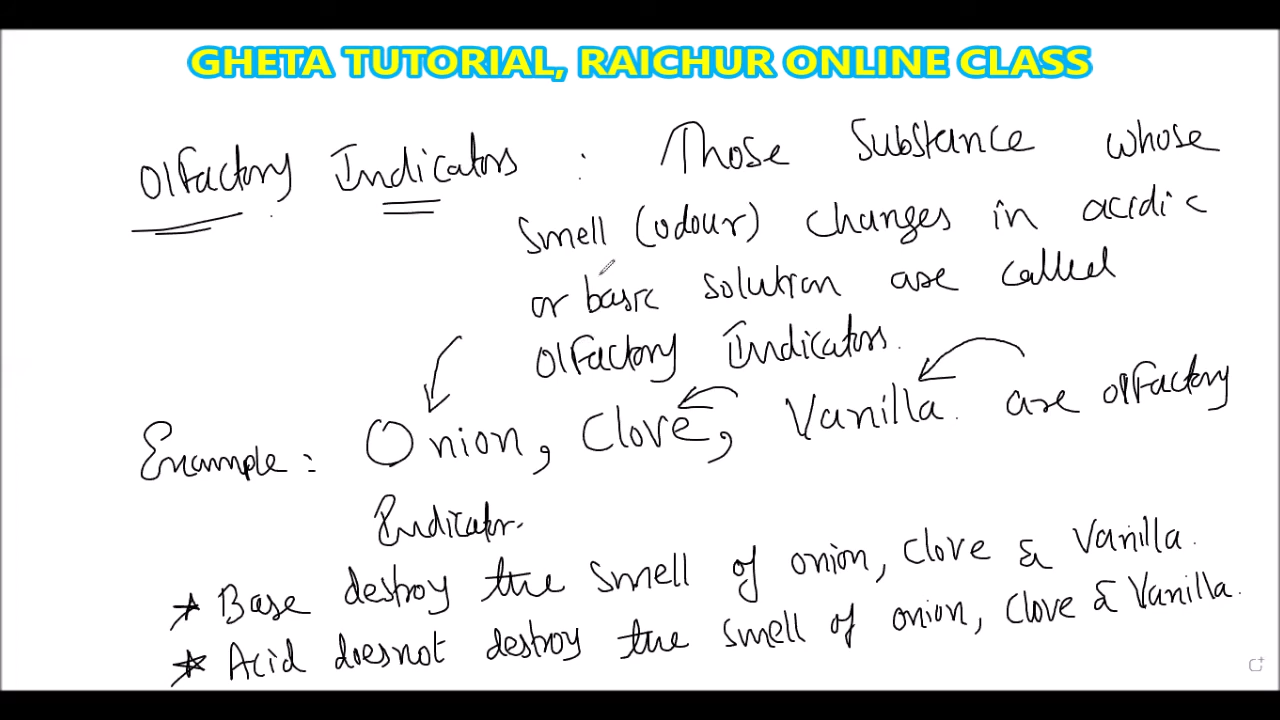 GHETA TUTORIAL, RAICHUR ONLINE CLASS
Olfactory Indicators : Those Substance whose
smell (odour) changes in acidic
or basic solution are called
Olfactory Indicators.
Example : Onion, Clove, Vanilla. are olfactory
Indicator.
* Base destroy the smell of onion, Clove & Vanilla.
* Acid doesnot destroy the smell of onion, Clove & Vanilla.